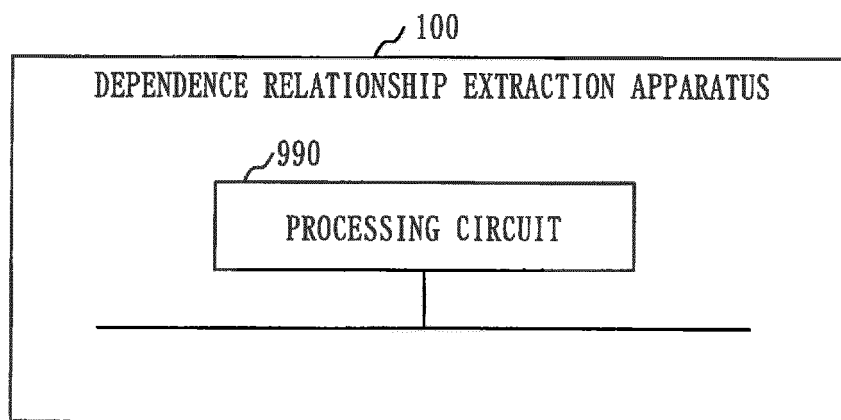 100
DEPENDENCE RELATIONSHIP EXTRACTION APPARATUS
990
PROCESSING CIRCUIT